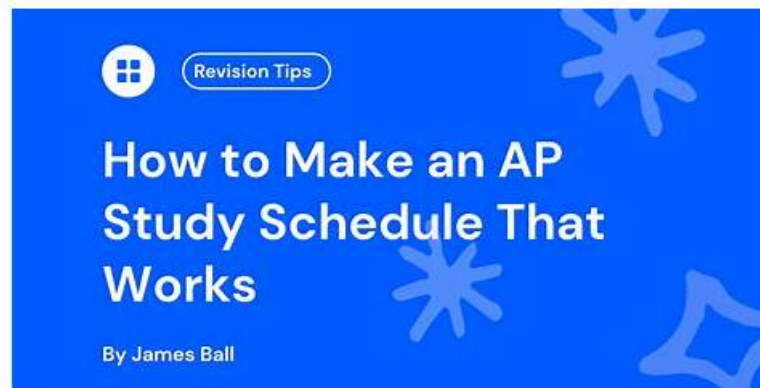 Revision Tips
How to Make an AP
Study Schedule That
Works
By James Ball